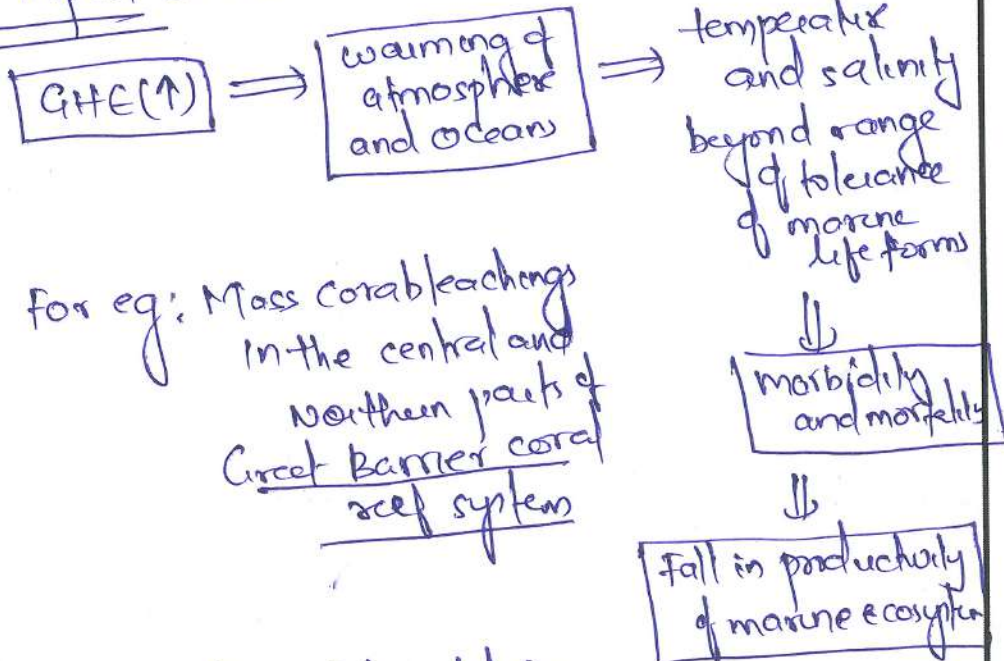 GHE(↑) ⇒
warming of
atmosphere
and oceans
⇒
temperature
and salinity
beyond range
of tolerance
of marine
life forms
⇓
morbidity
and mortality
⇓
Fall in productivity
of marine ecosystem
For eg: Mass corableachings
in the central and
Northern parts of
Great Barrier coral
reef system